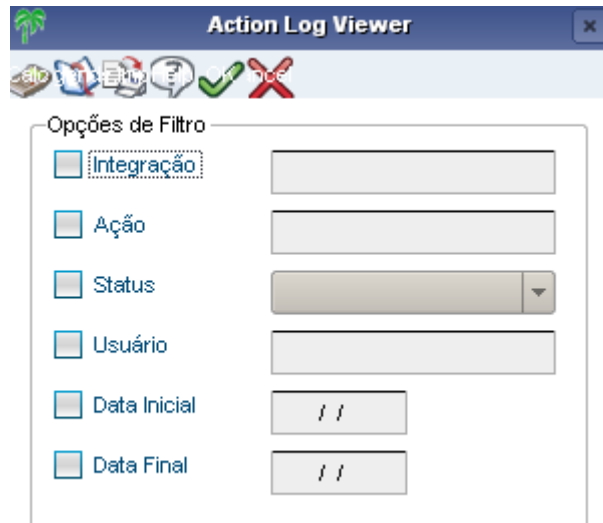 Action Log Viewer
Opções de Filtro
Integração
Ação
Status
Usuário
Data Inicial
/ /
Data Final
/ /